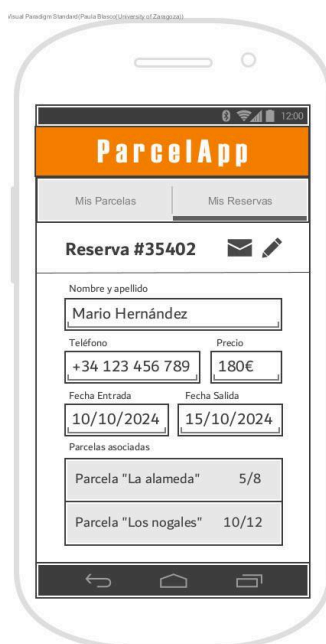 Visual Paradigm Standard(Paula Blanco(University of Zaragoza))
12:00
ParcelApp
Mis Parcelas Mis Reservas
Reserva #35402
Nombre y apellido
Mario Hernández
Teléfono Precio
+34 123 456 789 180€
Fecha Entrada Fecha Salida
10/10/2024 15/10/2024
Parcelas asociadas
Parcela "La alameda" 5/8
Parcela "Los nogales" 10/12